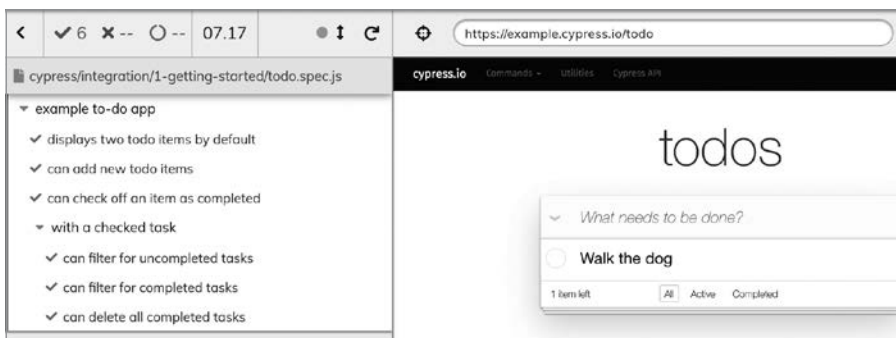 6 -- -- 07.17
https://example.cypress.io/todo
cypress/integration/1-getting-started/todo.spec.js
cypress.io Commands Utilities Cypress API
example to-do app
displays two todo items by default
can add new todo items
can check off an item as completed
with a checked task
can filter for uncompleted tasks
can filter for completed tasks
can delete all completed tasks
todos
What needs to be done?
Walk the dog
1 item left All Active Completed